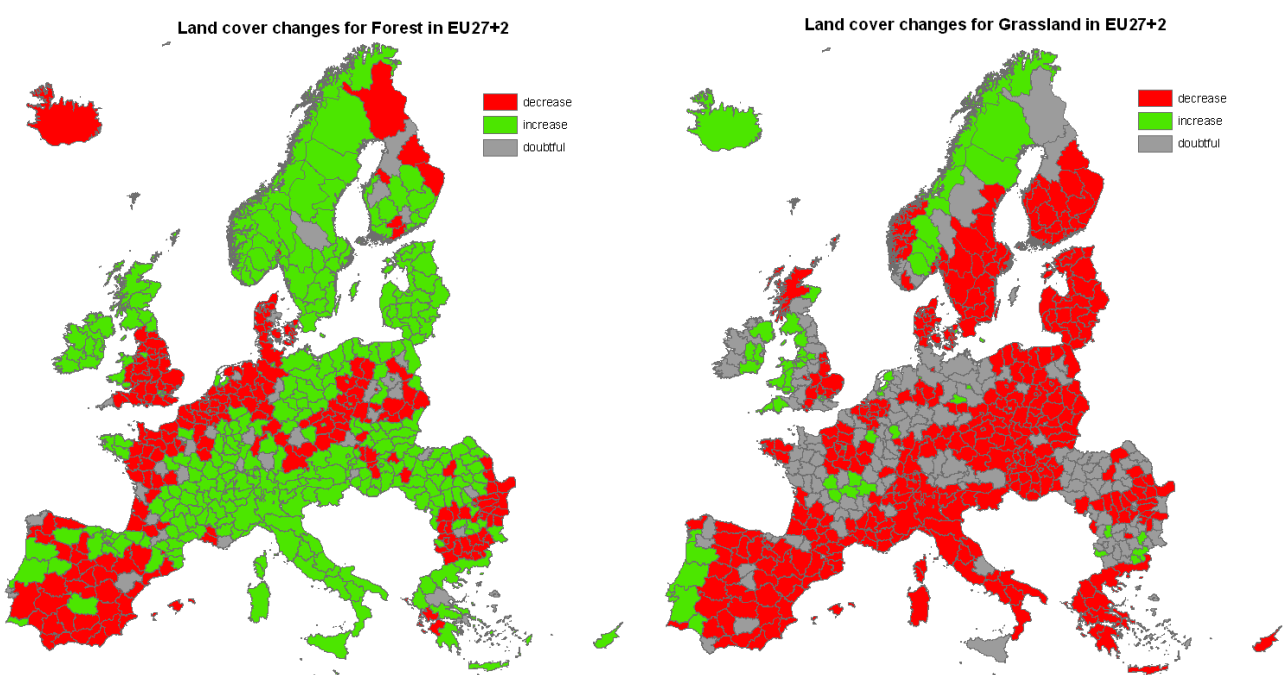 Land cover changes for Forest in EU27+2
decrease
increase
doubtful
Land cover changes for Grassland in EU27+2
decrease
increase
doubtful